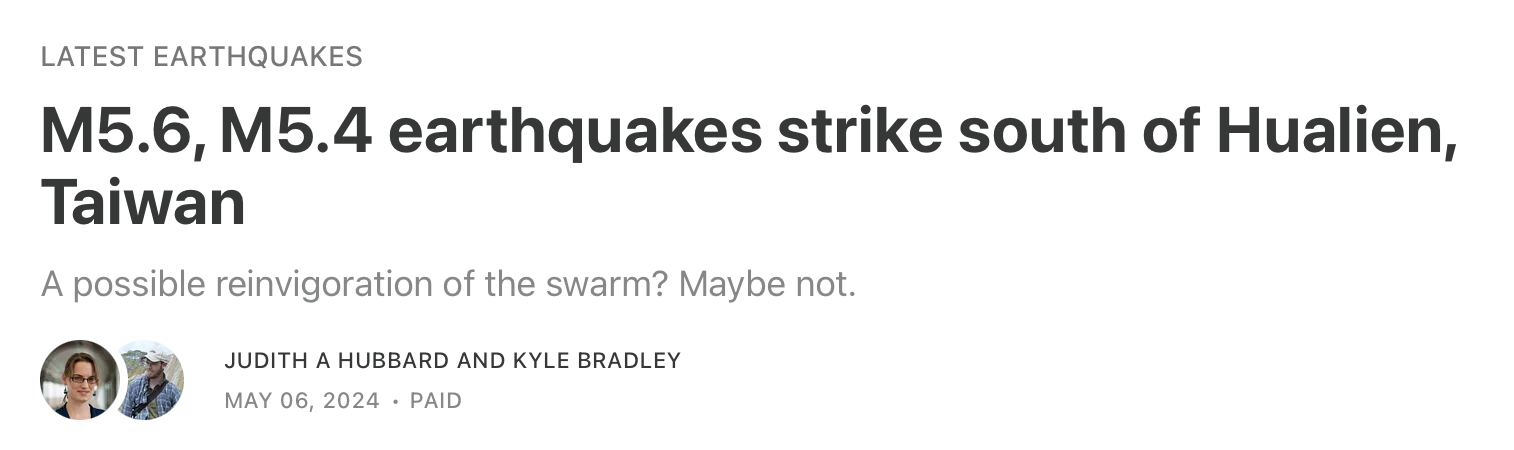 LATEST EARTHQUAKES
M5.6, M5.4 earthquakes strike south of Hualien,
Taiwan
A possible reinvigoration of the swarm? Maybe not.
JUDITH A HUBBARD AND KYLE BRADLEY
MAY 06, 2024 • PAID